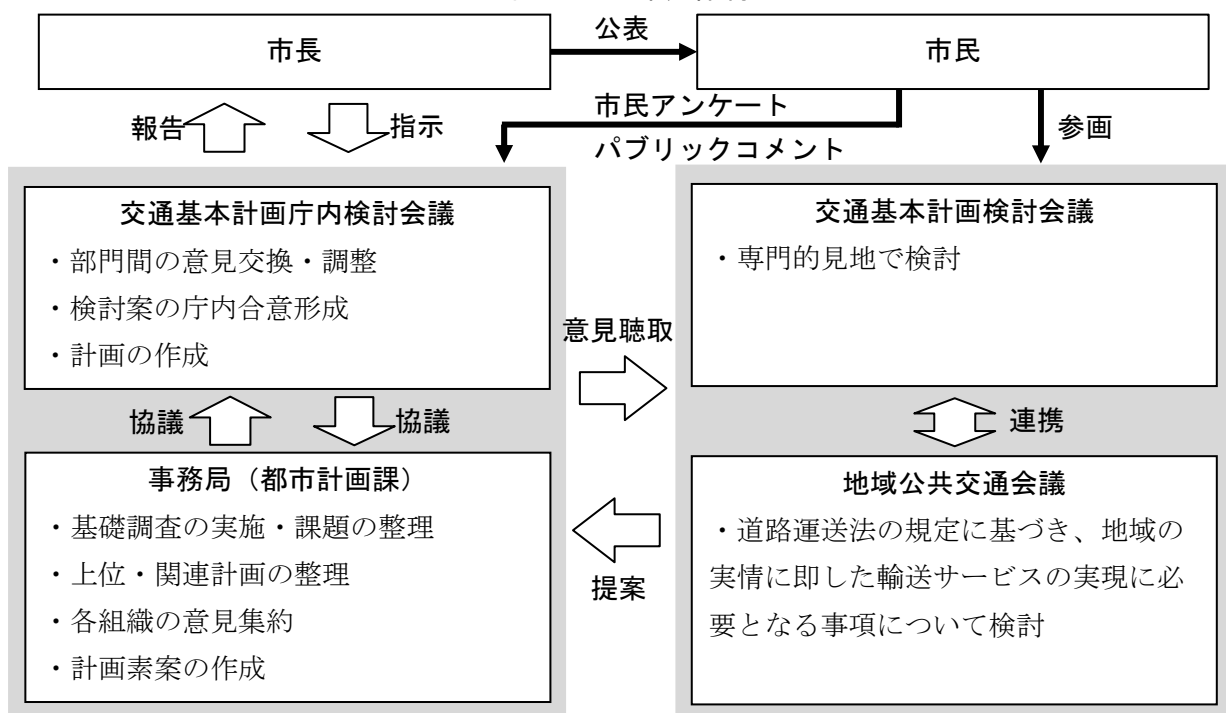 市長
公表
市民
報告
指示
市民アンケート
パブリックコメント
参画
交通基本計画庁内検討会議
・部門間の意見交換・調整
・検討案の庁内合意形成
・計画の作成
意見聴取
交通基本計画検討会議
・専門的見地で検討
協議
協議
連携
事務局（都市計画課）
・基礎調査の実施・課題の整理
・上位・関連計画の整理
・各組織の意見集約
・計画素案の作成
提案
地域公共交通会議
・道路運送法の規定に基づき、地域の
実情に即した輸送サービスの実現に必
要となる事項について検討